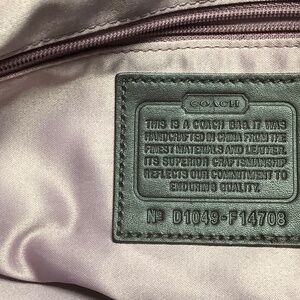 COACH
THIS IS A COACH BAG. IT WAS
HANDCRAFTED IN CHINA FROM THE
FINEST MATERIALS AND LEATHER.
ITS SUPERIOR CRAFTSMANSHIP
REFLECTS OUR COMMITMENT TO
ENDURING QUALITY.
Nº D1049-F14708